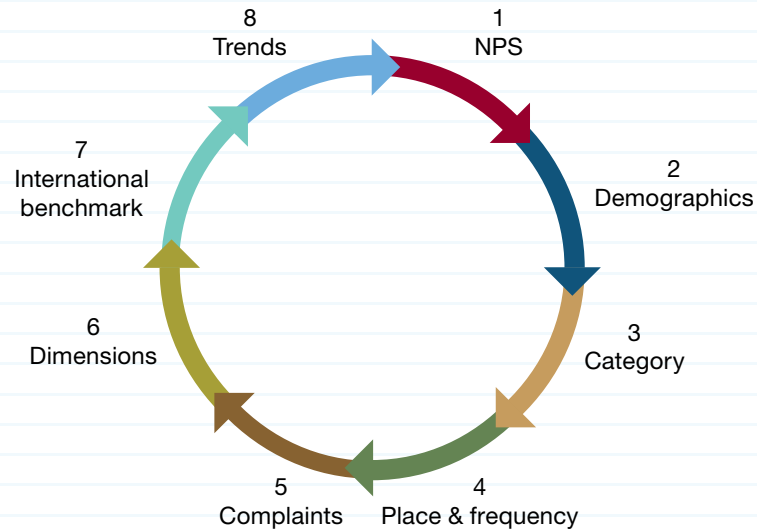 1
NPS
2
Demographics
3
Category
4
Place & frequency
5
Complaints
6
Dimensions
7
International
benchmark
8
Trends